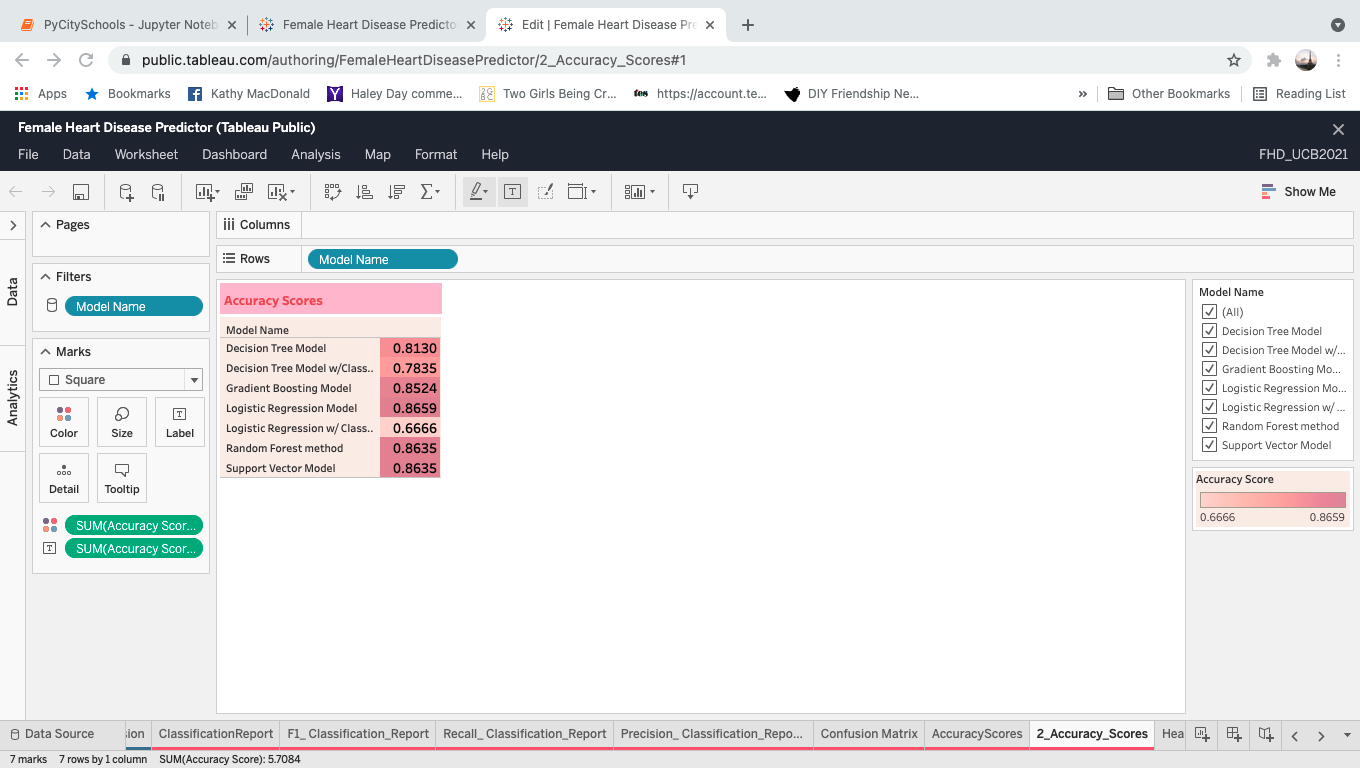 PyCitySchools - Jupyter Noteb
Female Heart Disease Predicto
Edit | Female Heart Disease Pre
public.tableau.com/authoring/FemaleHeartDiseasePredictor/2_Accuracy_Scores#1
Apps Bookmarks Kathy MacDonald Haley Day comme... Two Girls Being Cr... tes https://account.te... DIY Friendship Ne... » Other Bookmarks Reading List
Female Heart Disease Predictor (Tableau Public)
File Data Worksheet Dashboard Analysis Map Format Help FHD_UCB2021
Show Me
Data
Analytics
Pages
Filters
Model Name
Marks
Square
Color Size Label
Detail Tooltip
SUM(Accuracy Scor...
SUM(Accuracy Scor...
Columns
Rows Model Name
Accuracy Scores
Model Name
Decision Tree Model 0.8130
Decision Tree Model w/Class.. 0.7835
Gradient Boosting Model 0.8524
Logistic Regression Model 0.8659
Logistic Regression w/ Class.. 0.6666
Random Forest method 0.8635
Support Vector Model 0.8635
Model Name
(All)
Decision Tree Model
Decision Tree Model w/...
Gradient Boosting Mo...
Logistic Regression Mo...
Logistic Regression w/ ...
Random Forest method
Support Vector Model
Accuracy Score
0.6666 0.8659
Data Source ion ClassificationReport F1_ Classification_Report Recall_ Classification_Report Precision_ Classification_Repo... Confusion Matrix AccuracyScores 2_Accuracy_Scores Hea
7 marks 7 rows by 1 column SUM(Accuracy Score): 5.7084